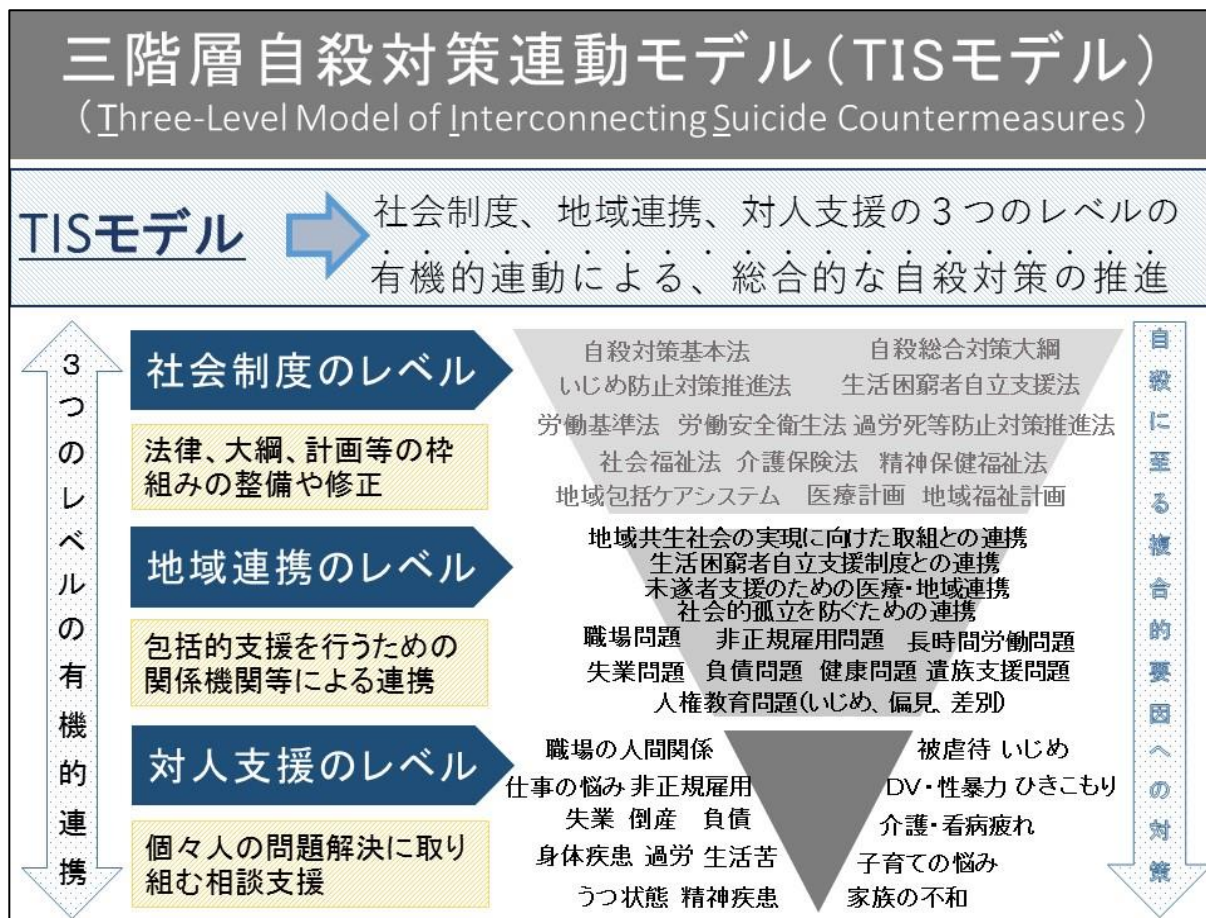 三階層自殺対策連動モデル(TISモデル)
(Three-Level Model of Interconnecting Suicide Countermeasures)
TISモデル
社会制度、地域連携、対人支援の3つのレベルの
有機的連動による、総合的な自殺対策の推進
3つのレベルの有機的連携
社会制度のレベル
法律、大綱、計画等の枠
組みの整備や修正
自殺対策基本法 自殺総合対策大綱
いじめ防止対策推進法 生活困窮者自立支援法
労働基準法 労働安全衛生法 過労死等防止対策推進法
社会福祉法 介護保険法 精神保健福祉法
地域包括ケアシステム 医療計画 地域福祉計画
地域連携のレベル
包括的支援を行うための
関係機関等による連携
地域共生社会の実現に向けた取組との連携
生活困窮者自立支援制度との連携
未遂者支援のための医療・地域連携
社会的孤立を防ぐための連携
職場問題 非正規雇用問題 長時間労働問題
失業問題 負債問題 健康問題 遺族支援問題
人権教育問題(いじめ、偏見、差別)
対人支援のレベル
個々人の問題解決に取り
組む相談支援
職場の人間関係 被虐待 いじめ
仕事の悩み 非正規雇用 DV・性暴力 ひきこもり
失業 倒産 負債 介護・看病疲れ
身体疾患 過労 生活苦 子育ての悩み
うつ状態 精神疾患 家族の不和
自殺に至る複合的要因への対策